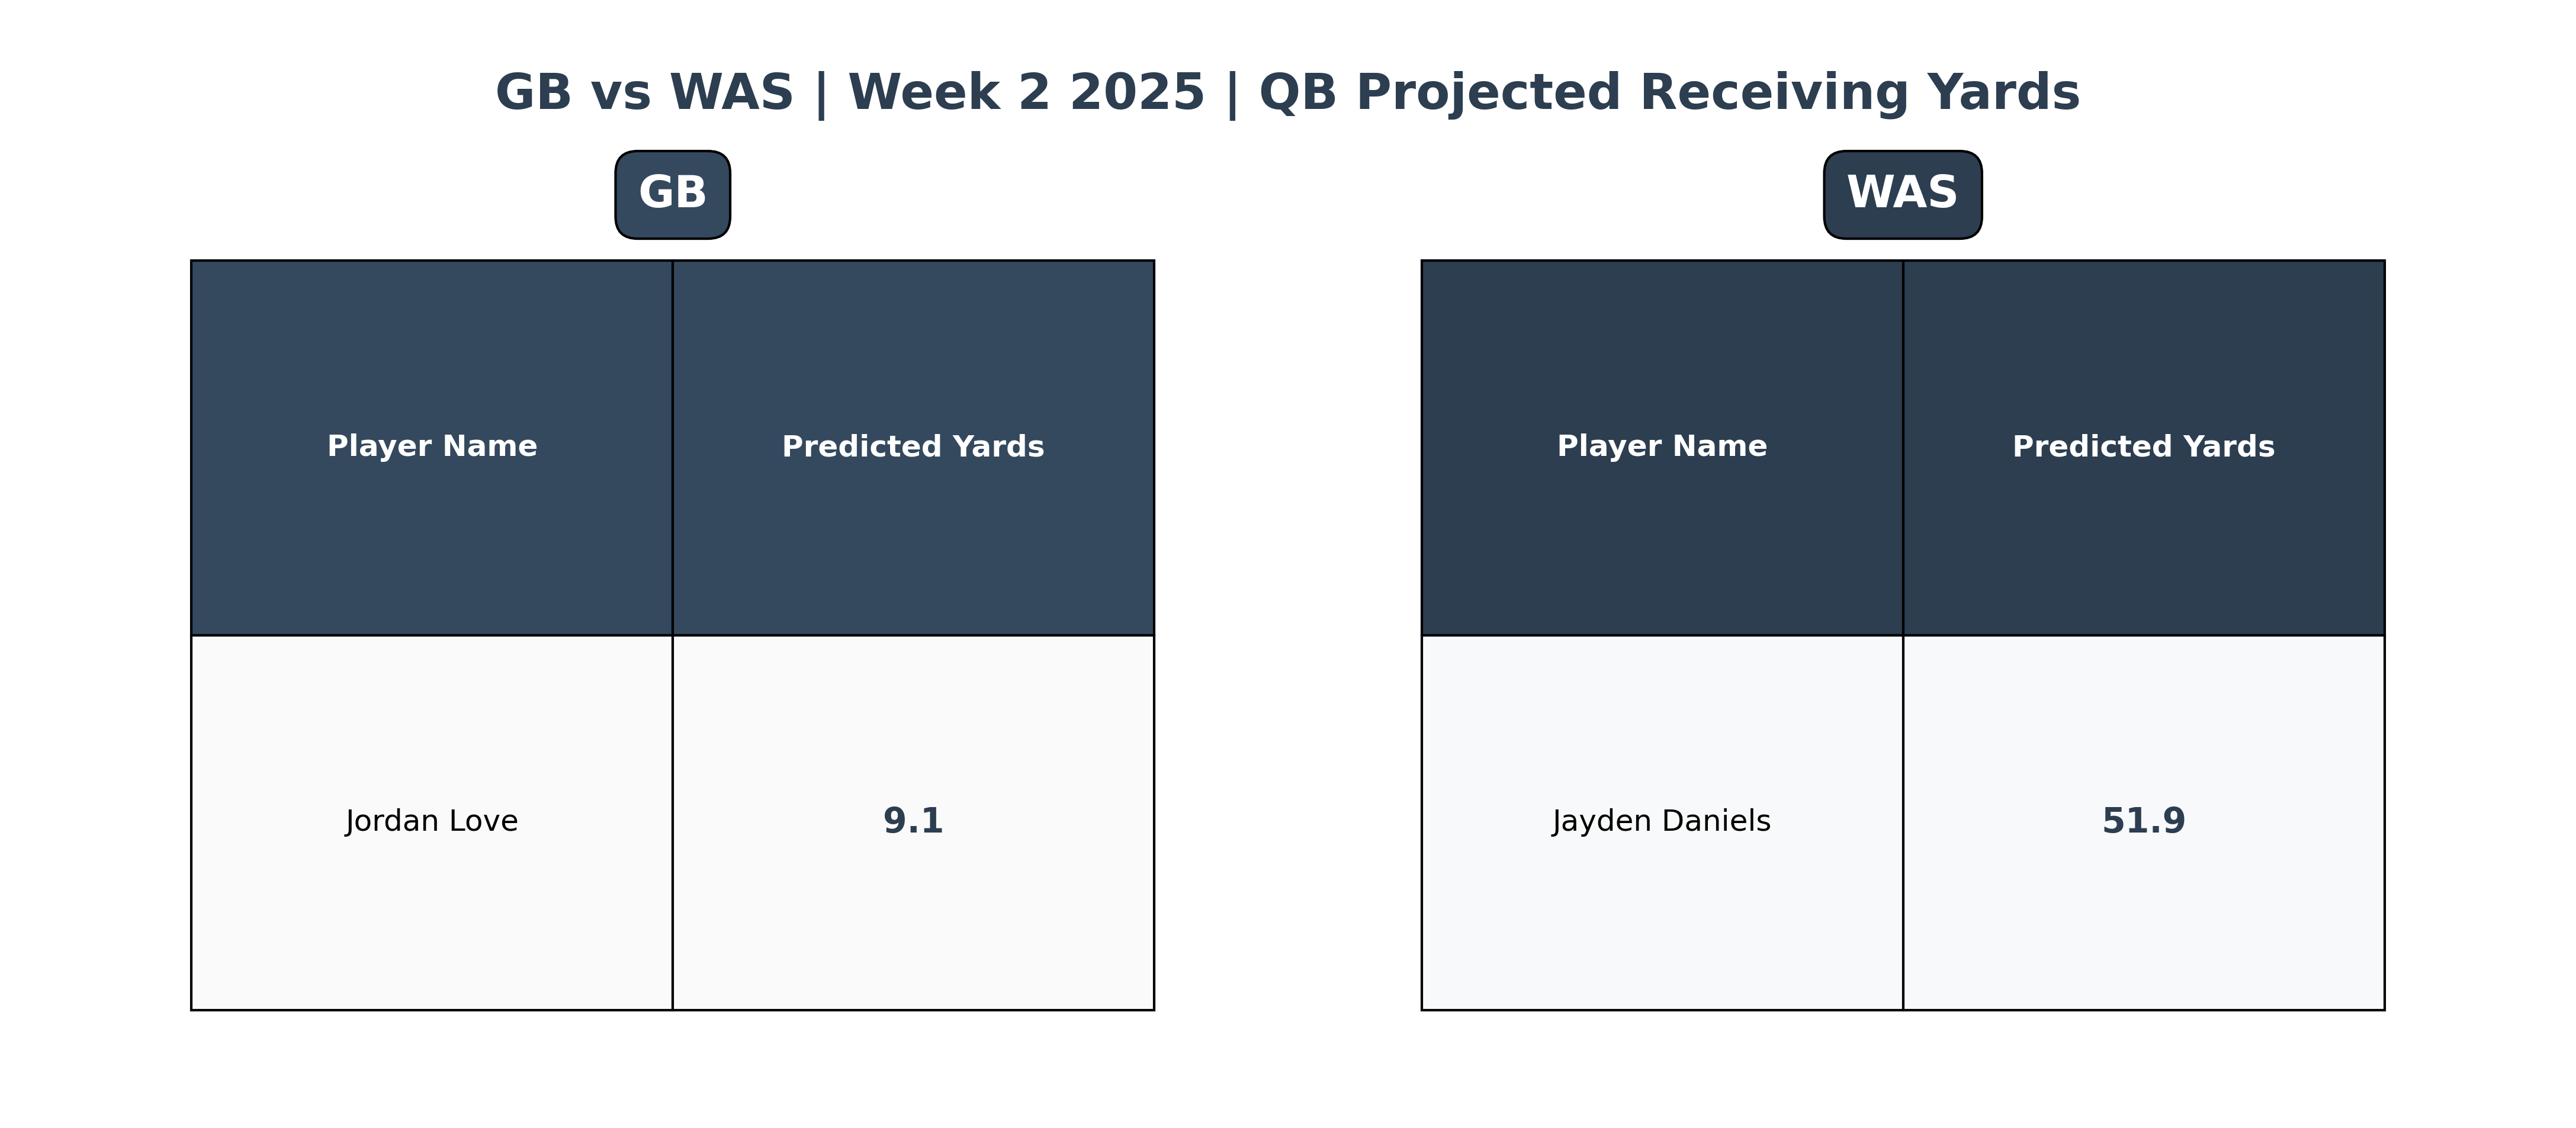 GB vs WAS | Week 2 2025 | QB Projected Receiving Yards
GB
Player Name Predicted Yards
Jordan Love 9.1
WAS
Player Name Predicted Yards
Jayden Daniels 51.9